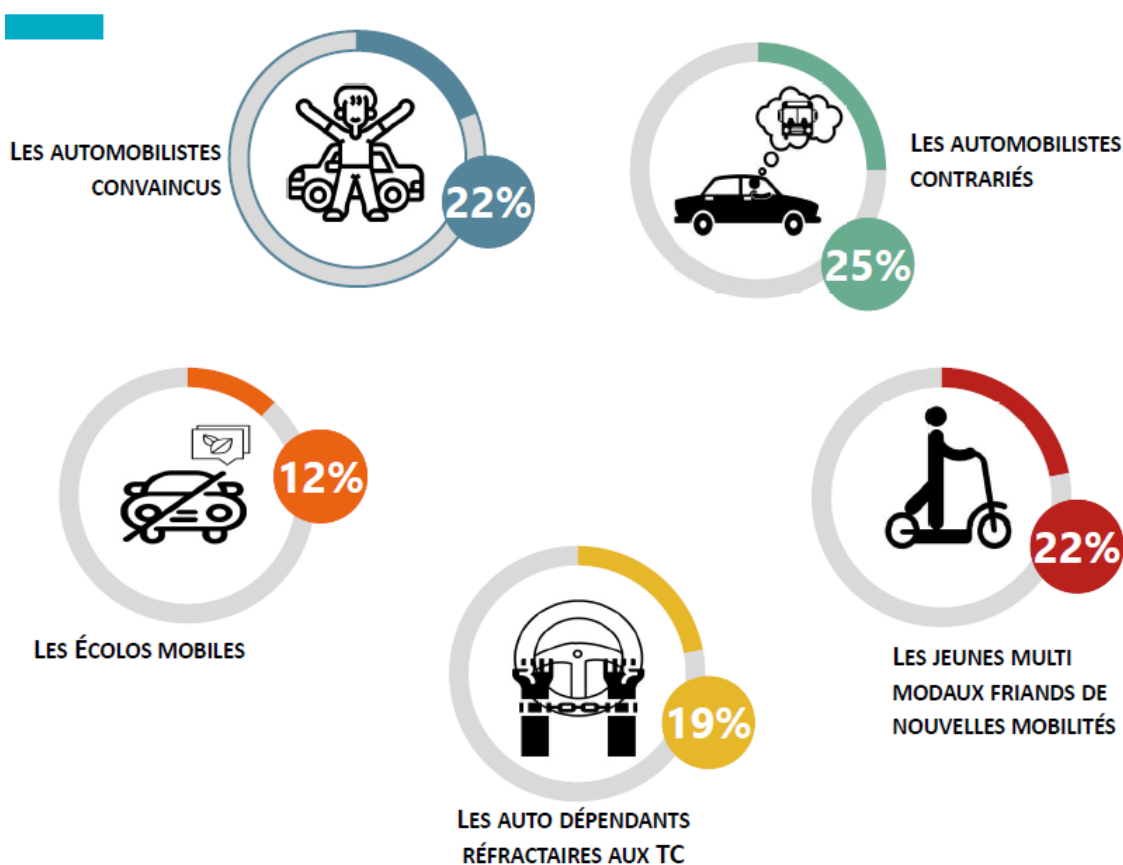 LES AUTOMOBILISTES
CONVAINCUS
22%
LES AUTOMOBILISTES
CONTRARIÉS
25%
12%
LES ÉCOLOS MOBILES
22%
LES JEUNES MULTI
MODAUX FRIANDS DE
NOUVELLES MOBILITÉS
19%
LES AUTO DÉPENDANTS
RÉFRACTAIRES AUX TC